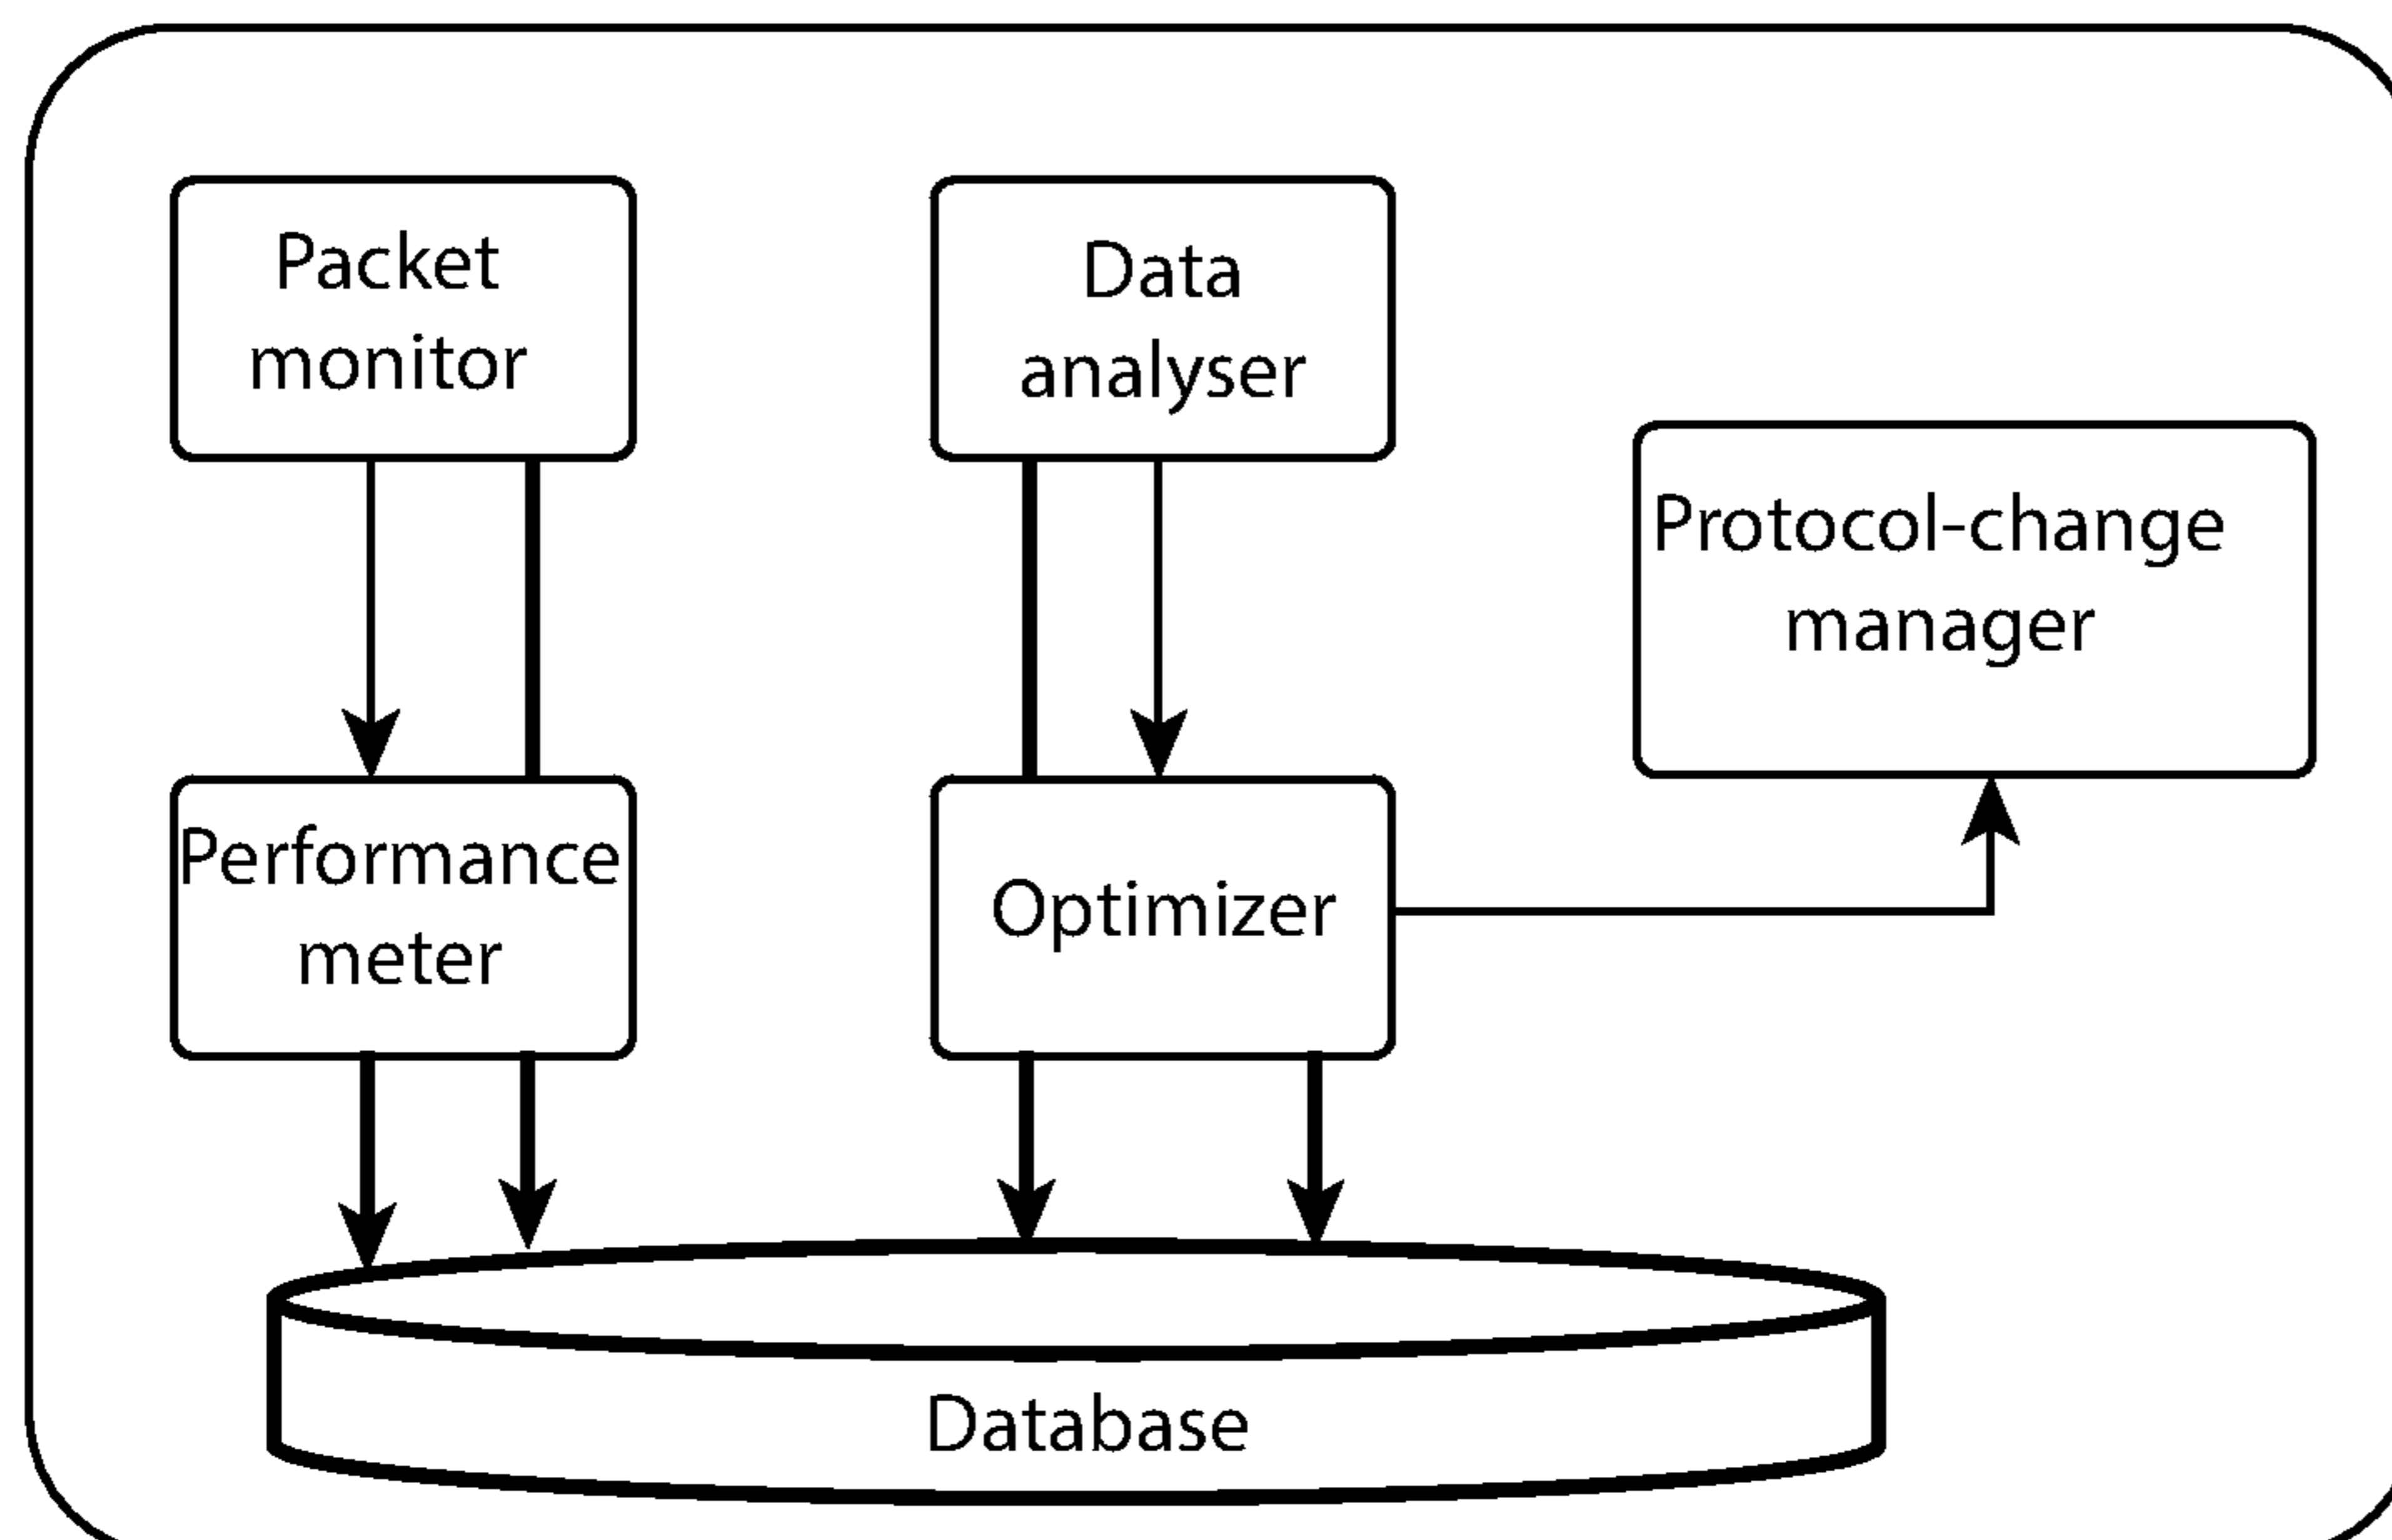 Packet
monitor
Data
analyser
Protocol-change
manager
Performance
meter
Optimizer
Database